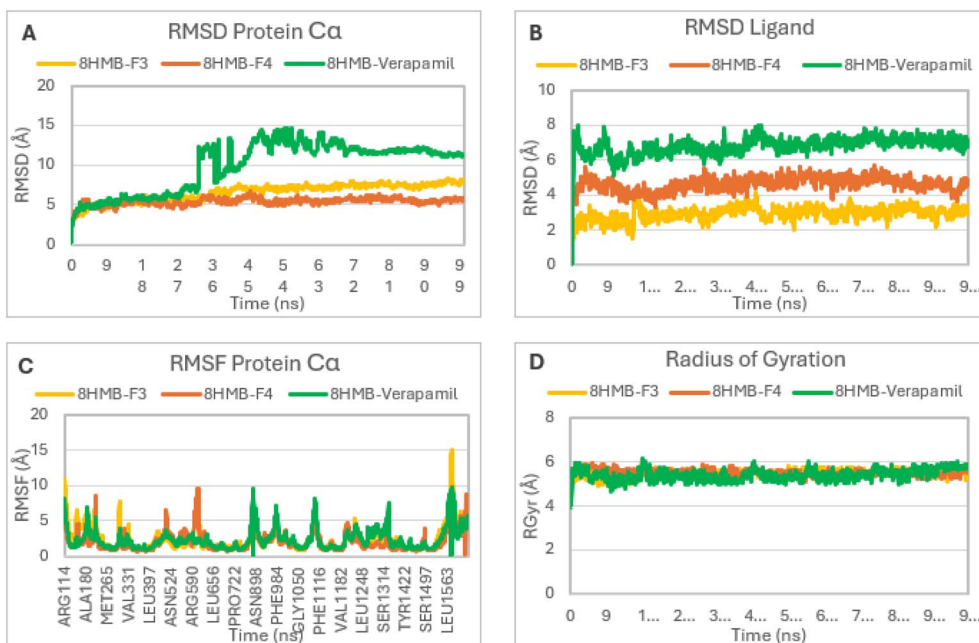 A
RMSD Protein Cα
8HMB-F3 8HMB-F4 8HMB-Verapamil
RMSD (Å)
20
15
10
5
0
0 9 1 2 3 4 5 6 7 8 9 9
8 7 6 5 4 3 2 1 0 9
Time (ns)
B
RMSD Ligand
8HMB-F3 8HMB-F4 8HMB-Verapamil
RMSD (Å)
10
8
6
4
2
0
0 9 1... 2... 3... 4... 5... 6... 7... 8... 9... 9...
Time (ns)
C
RMSF Protein Cα
8HMB-F3 8HMB-F4 8HMB-Verapamil
RMSF (Å)
20
15
10
5
0
ARG114
ALA180
MET265
VAL331
LEU397
ASN524
ARG590
LEU656
PRO722
ASN898
PHE984
GLY1050
PHE1116
VAL1182
LEU1248
SER1314
TYR1422
SER1497
LEU1563
Time (ns)
D
Radius of Gyration
8HMB-F3 8HMB-F4 8HMB-Verapamil
RGyr (Å)
8
6
4
2
0
0 9 1... 2... 3... 4... 5... 6... 7... 8... 9... 9...
Time (ns)